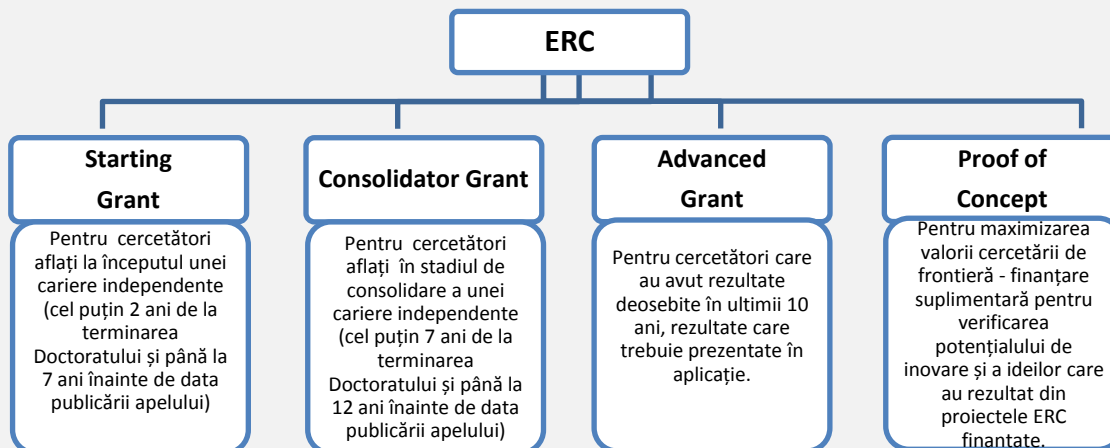 ERC
Starting
Grant
Pentru cercetători
aflați la începutul unei
cariere independente
(cel puțin 2 ani de la
terminarea
Doctoratului și până la
7 ani înainte de data
publicării apelului)
Consolidator Grant
Pentru cercetători
aflați în stadiul de
consolidare a unei
cariere independente
(cel puțin 7 ani de la
terminarea
Doctoratului și până la
12 ani înainte de data
publicării apelului)
Advanced
Grant
Pentru cercetători care
au avut rezultate
deosebite în ultimii 10
ani, rezultate care
trebuie prezentate în
aplicație.
Proof of
Concept
Pentru maximizarea
valorii cercetării de
frontieră - finanțare
suplimentară pentru
verificarea
potențialului de
inovare și a ideilor care
au rezultat din
proiectele ERC
finantate.